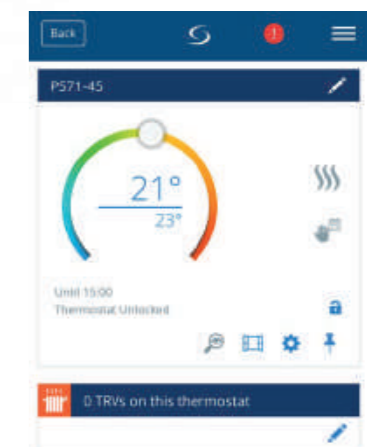 Back
PS71-45
21°
23°
Until 15:00
Thermostat Unlocked
0 TRVs on this thermostat